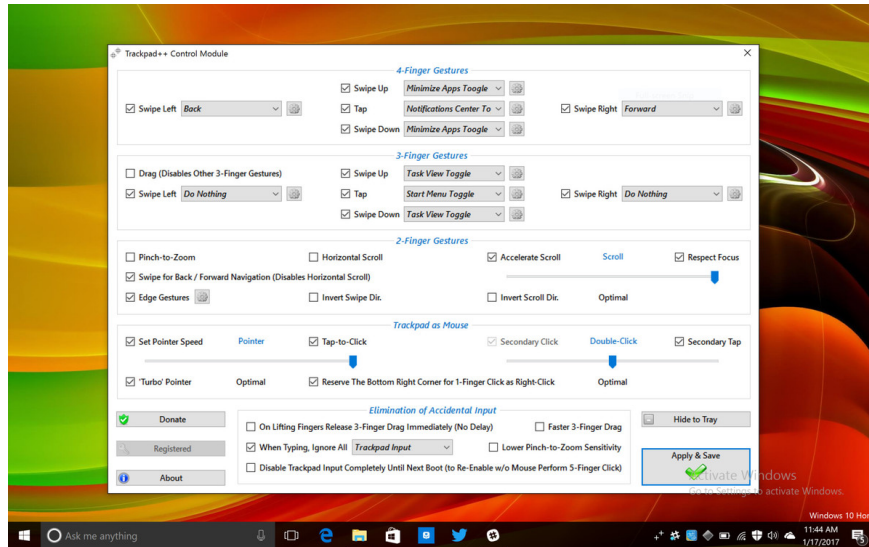 Trackpad++ Control Module
4-Finger Gestures
Swipe Up Minimize Apps Toogle
Swipe Left Back Tap Notifications Center To Swipe Right Forward
Swipe Down Minimize Apps Toogle
3-Finger Gestures
Drag (Disables Other 3-Finger Gestures) Swipe Up Task View Toggle
Swipe Left Do Nothing Tap Start Menu Toggle Swipe Right Do Nothing
Swipe Down Task View Toggle
2-Finger Gestures
Pinch-to-Zoom Horizontal Scroll Accelerate Scroll Scroll Respect Focus
Swipe for Back / Forward Navigation (Disables Horizontal Scroll)
Edge Gestures Invert Swipe Dir. Invert Scroll Dir. Optimal
Trackpad as Mouse
Set Pointer Speed Pointer Tap-to-Click Secondary Click Double-Click Secondary Tap
'Turbo' Pointer Optimal Reserve The Bottom Right Corner for 1-Finger Click as Right-Click Optimal
Elimination of Accidental Input
Donate On Lifting Fingers Release 3-Finger Drag Immediately (No Delay) Faster 3-Finger Drag Hide to Tray
Registered When Typing, Ignore All Trackpad Input Lower Pinch-to-Zoom Sensitivity
Apply & Save
About Disable Trackpad Input Completely Until Next Boot (to Re-Enable w/o Mouse Perform 5-Finger Click)
Activate Windows
Go to Settings to activate Windows.
Windows 10 Hom
Ask me anything
11:44 AM
1/17/2017
5